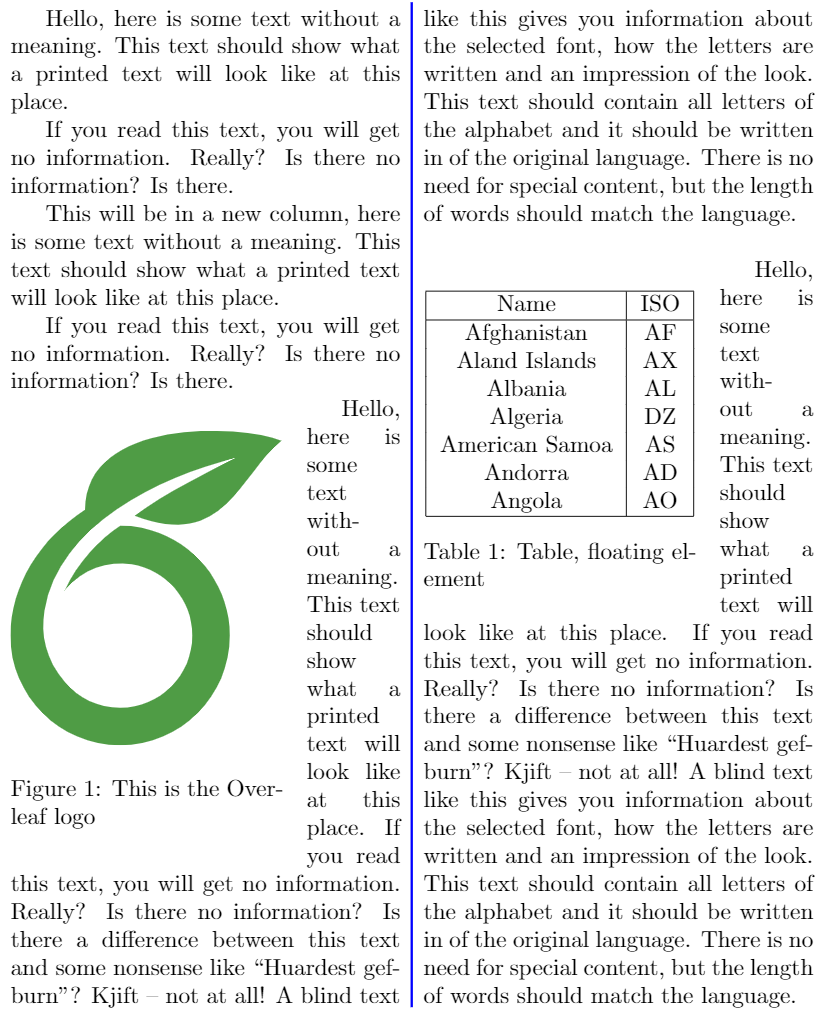 Hello, here is some text without a
meaning. This text should show what
a printed text will look like at this
place.
If you read this text, you will get
no information. Really? Is there no
information? Is there.
This will be in a new column, here
is some text without a meaning. This
text should show what a printed text
will look like at this place.
If you read this text, you will get
no information. Really? Is there no
information? Is there.
Hello,
here is
some
text
with-
out a
meaning.
This text
should
show
what a
printed
text will
look like
at this
place. If
you read
Figure 1: This is the Over-
leaf logo
this text, you will get no information.
Really? Is there no information? Is
there a difference between this text
and some nonsense like “Huardest gef-
burn”? Kjift – not at all! A blind text
like this gives you information about
the selected font, how the letters are
written and an impression of the look.
This text should contain all letters of
the alphabet and it should be written
in of the original language. There is no
need for special content, but the length
of words should match the language.
Name ISO
Afghanistan AF
Aland Islands AX
Albania AL
Algeria DZ
American Samoa AS
Andorra AD
Angola AO
Table 1: Table, floating el-
ement
Hello,
here is
some
text
with-
out a
meaning.
This text
should
show
what a
printed
text will
look like at this place. If you read
this text, you will get no information.
Really? Is there no information? Is
there a difference between this text
and some nonsense like “Huardest gef-
burn”? Kjift – not at all! A blind text
like this gives you information about
the selected font, how the letters are
written and an impression of the look.
This text should contain all letters of
the alphabet and it should be written
in of the original language. There is no
need for special content, but the length
of words should match the language.